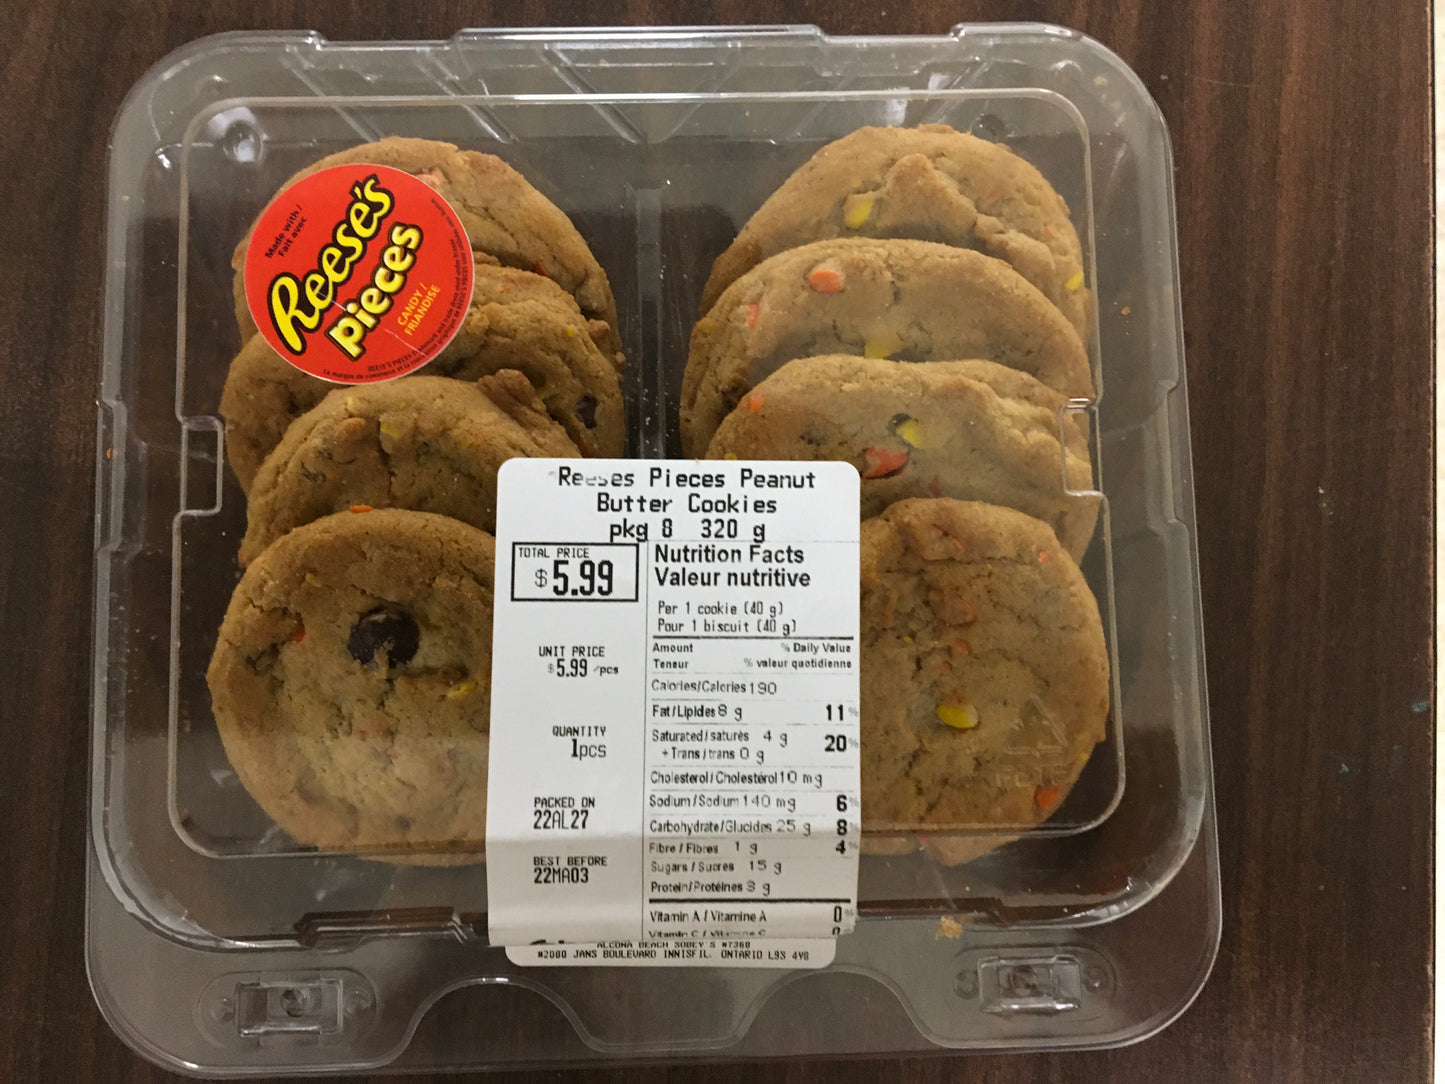 Made with /
Fait avec
Reese's
pieces
CANDY /
FRIANDISE
Reeses Pieces Peanut
Butter Cookies
pkg 8 320 g
TOTAL PRICE
$5.99
UNIT PRICE
$5.99 /pcs
QUANTITY
1pcs
PACKED ON
22AL27
BEST BEFORE
22MA03
Nutrition Facts
Valeur nutritive
Per 1 cookie (40 g)
Pour 1 biscuit (40 g)
Amount % Daily Value
Teneur % valeur quotidienne
Calories/Calories 190
Fat/Lipides 8 g 11%
Saturated/saturés 4 g
+Trans/trans 0 g 20%
Cholesterol/Cholestérol 10 mg
Sodium/Sodium 140 mg 6%
Carbohydrate/Glucides 25 g 8%
Fibre / Fibres 1 g 4%
Sugars / Sucres 15 g
Protein/Protéines 3 g
Vitamin A / Vitamine A 0%
Vitamin C / Vitamine C 0%
ALCONA BEACH SOBEY'S #7368
#2080 JANS BOULEVARD INNISFIL, ONTARIO L9S 4Y8
PETE